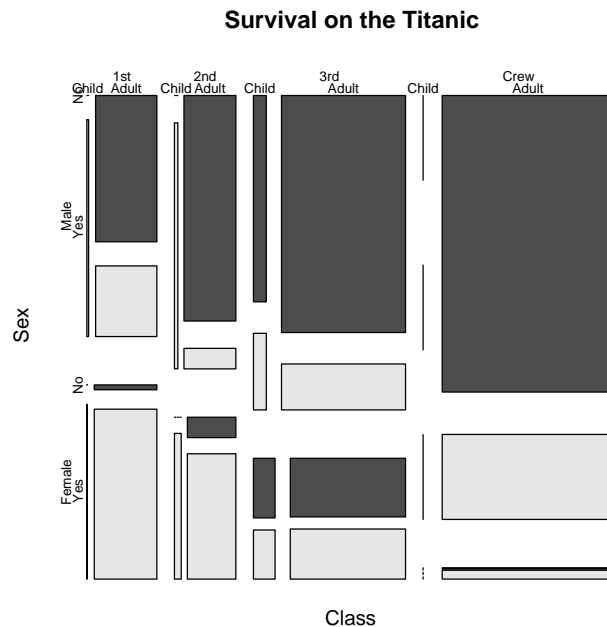 Survival on the Titanic
1st 2nd 3rd Crew
Child Adult Child Adult Child Adult Child Adult
No
Yes
Male
No
Yes
Female
Sex
Class